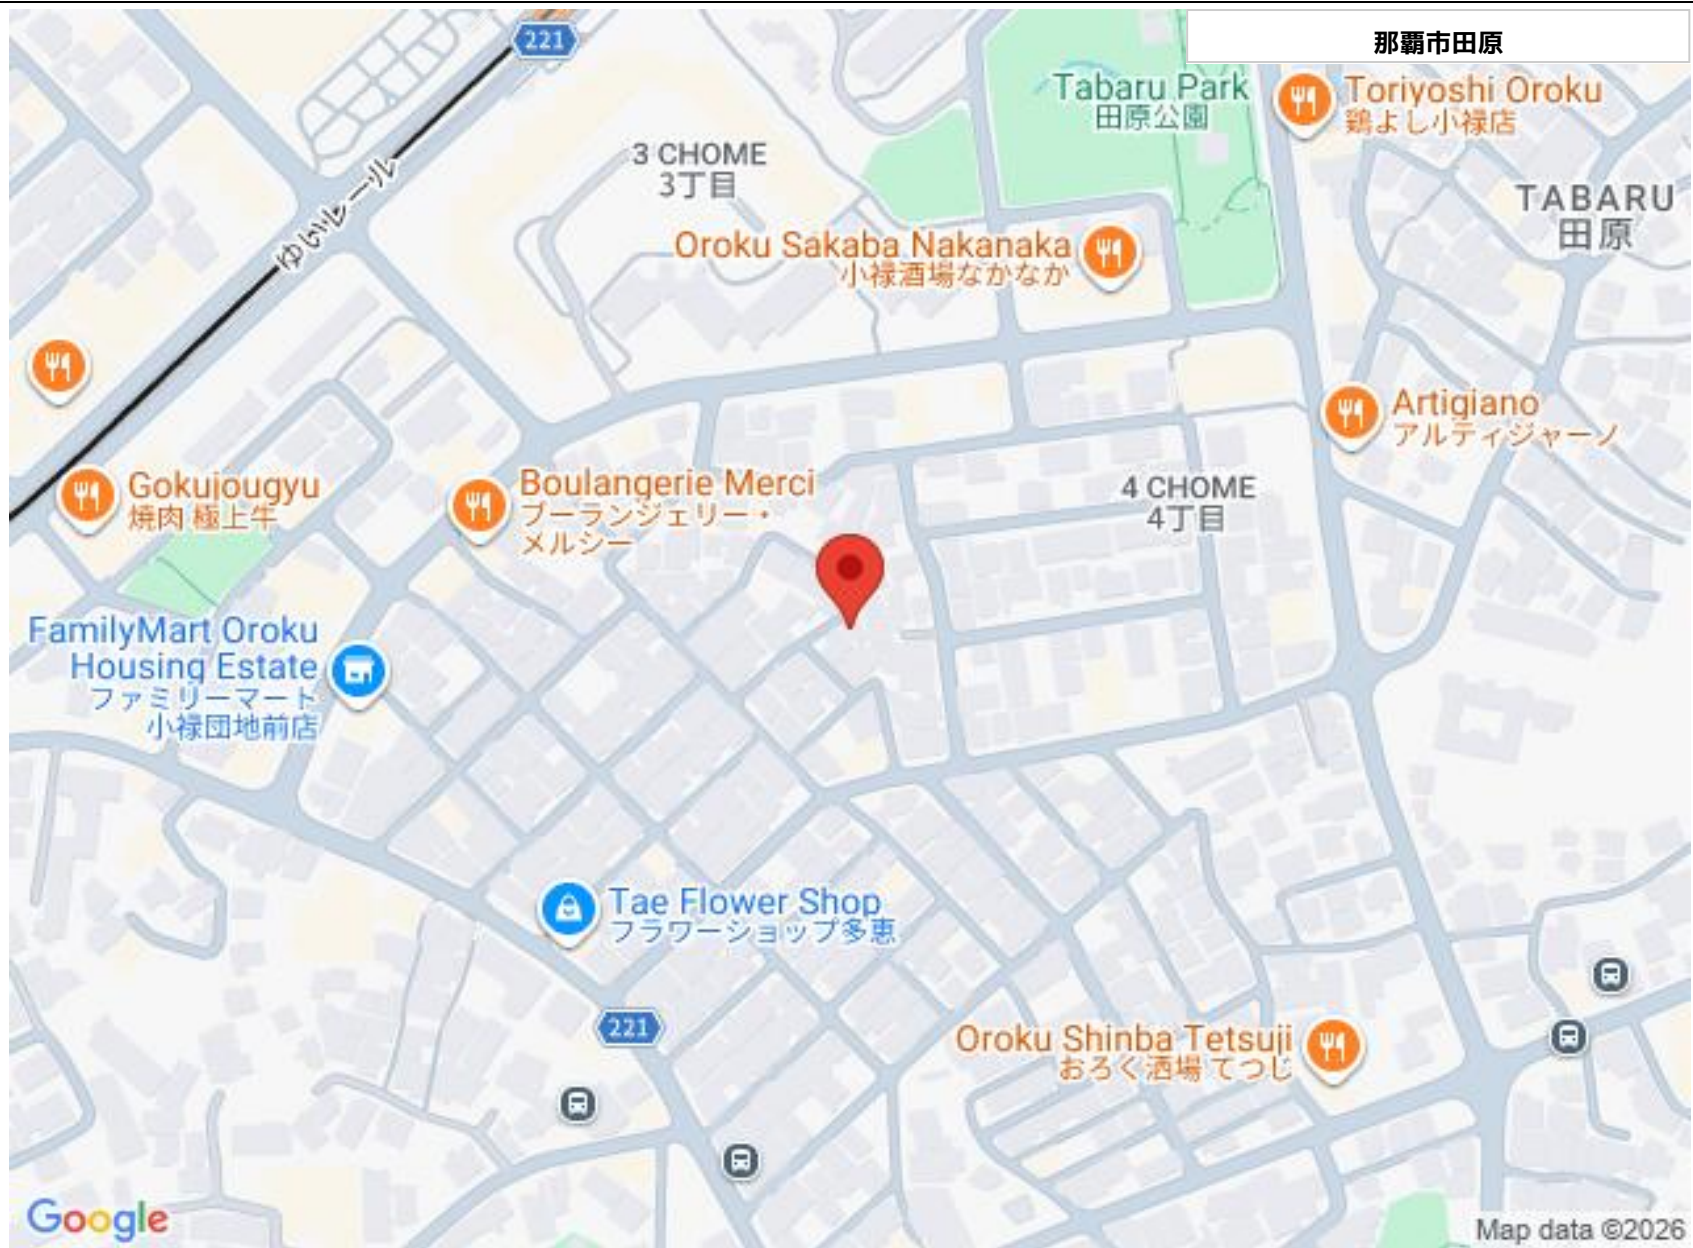 221
那覇市田原
Tabaru Park
田原公園
Toriyoshi Oroku
鶏よし小禄店
3 CHOME
3丁目
TABARU
田原
ゆいレール
Oroku Sakaba Nakanaka
小禄酒場なかなか
Artigiano
アルティジャーノ
Gokujougyu
焼肉 極上牛
Boulangerie Merci
ブーランジェリー・
メルシー
4 CHOME
4丁目
FamilyMart Oroku
Housing Estate
ファミリーマート
小禄団地前店
Tae Flower Shop
フラワーショップ多恵
221
Oroku Shinba Tetsuji
おろく酒場 てつじ
Google
Map data ©2026